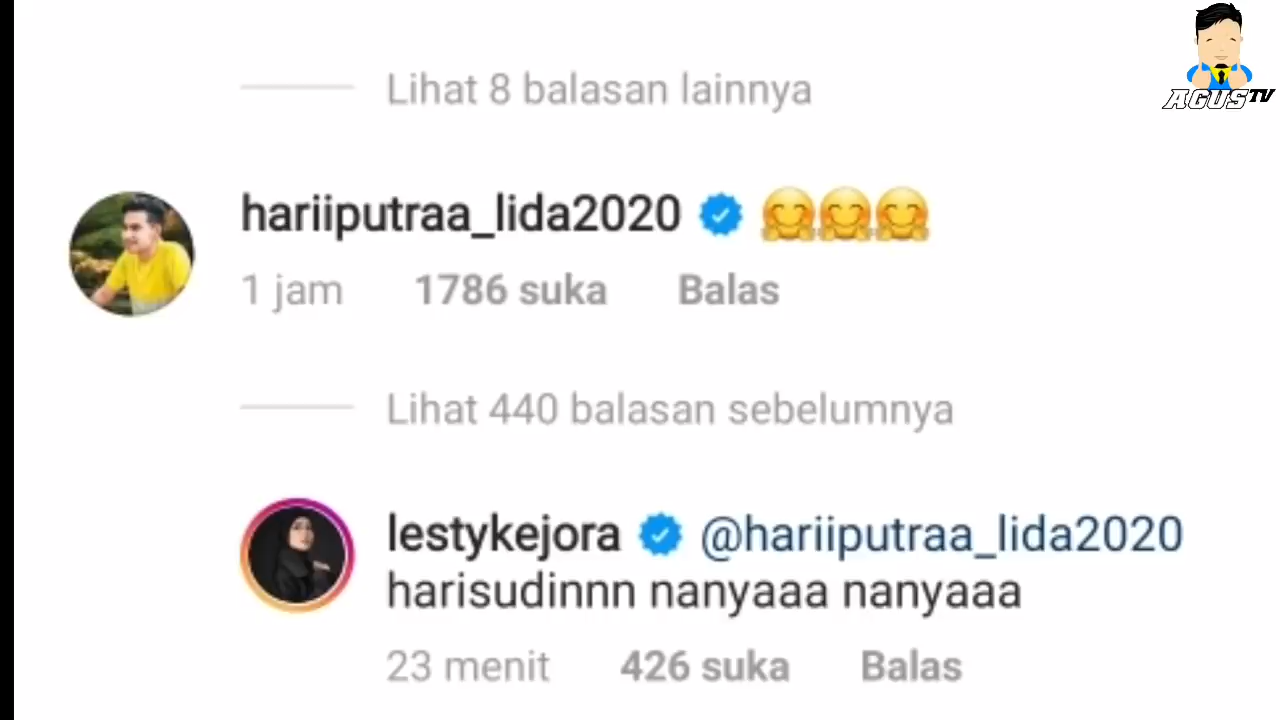 Lihat 8 balasan lainnya
AGUSTV
hariiputraa_lida2020 🤗🤗🤗
1 jam 1786 suka Balas
Lihat 440 balasan sebelumnya
lestykejora @hariiputraa_lida2020
harisudinnn nanyaaa nanyaaa
23 menit 426 suka Balas